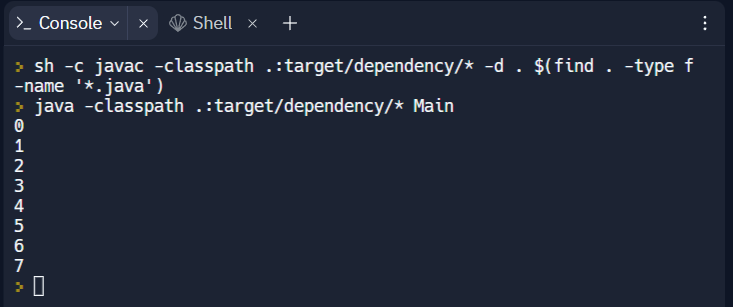 >_ Console
Shell
> sh -c javac -classpath .:target/dependency/* -d . $(find . -type f
-name '*.java')
> java -classpath .:target/dependency/* Main
0
1
2
3
4
5
6
7
>